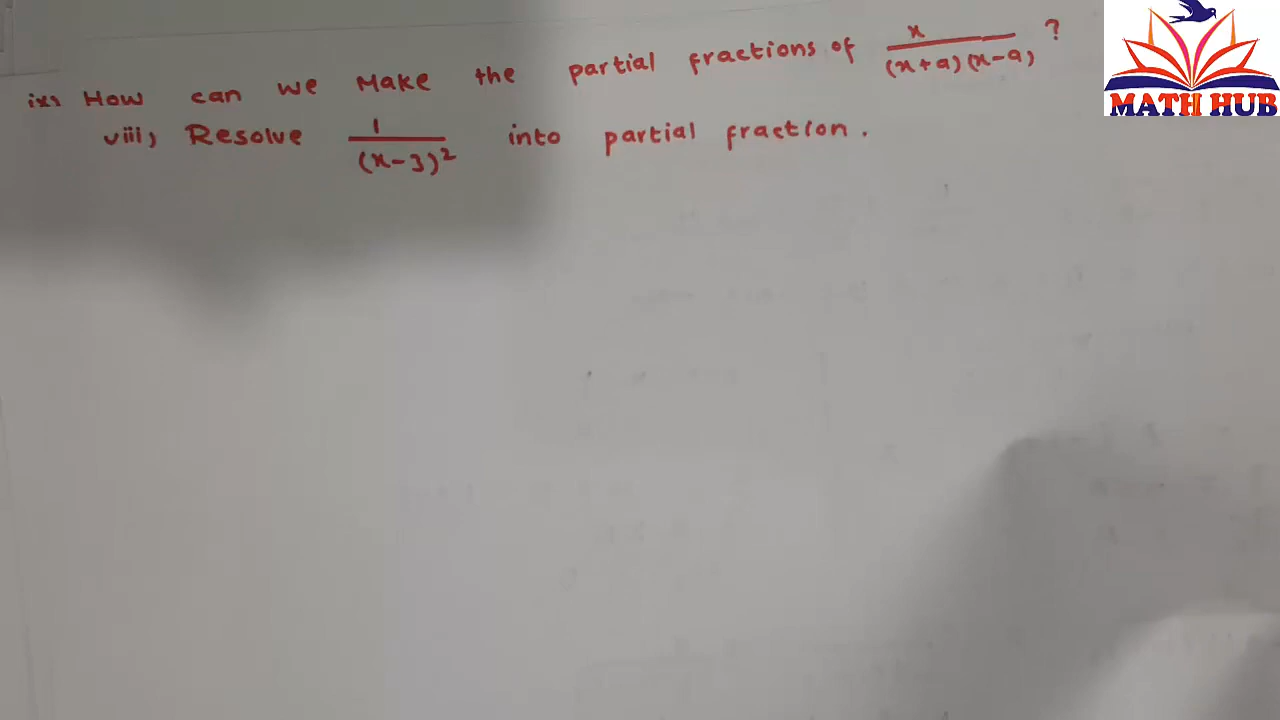 ix, How can we Make the partial fractions of x/(x+a)(x-a) ?
viii, Resolve 1/(x-3)² into partial fraction.
MATH HUB